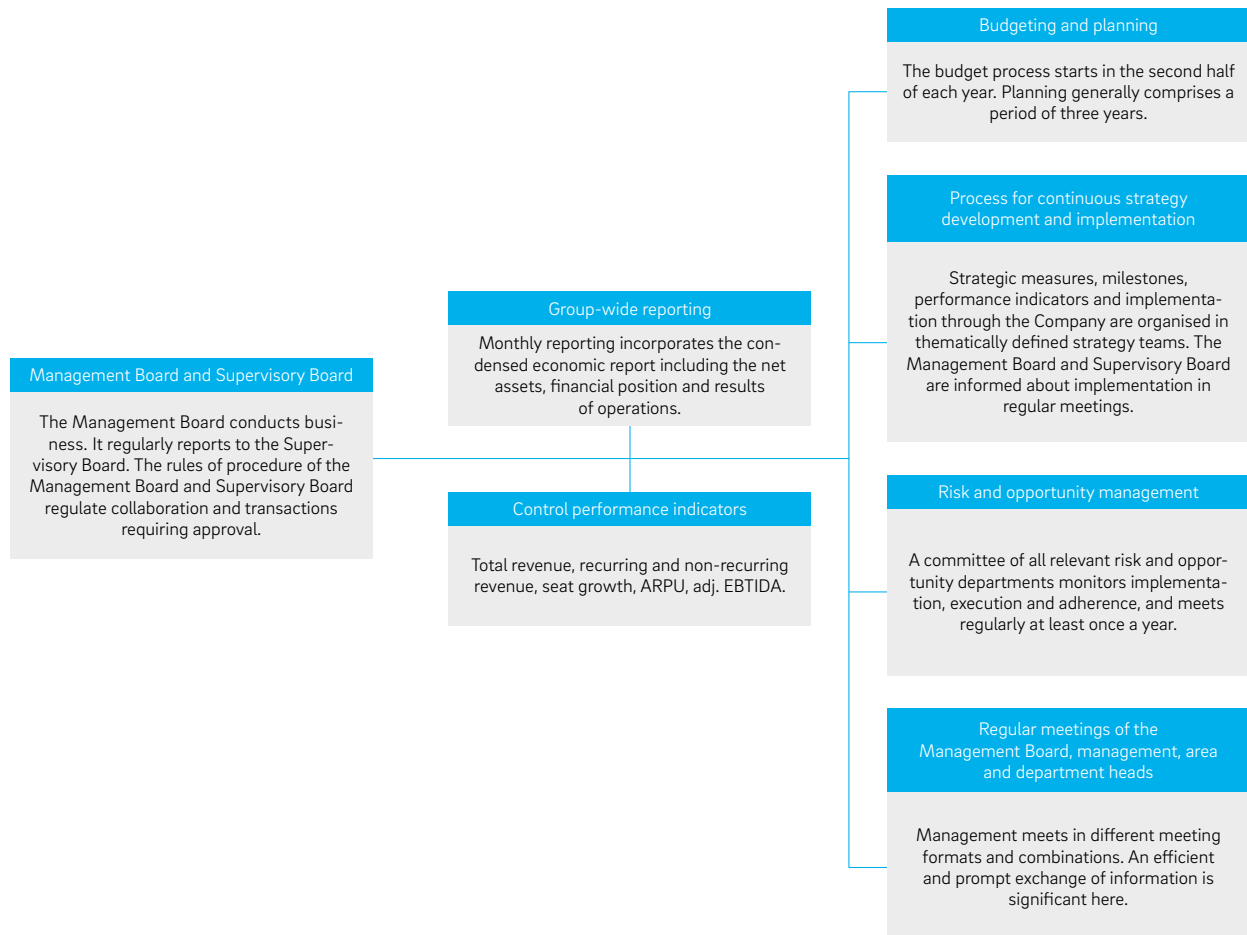 Management Board and Supervisory Board
The Management Board conducts busi-
ness. It regularly reports to the Super-
visory Board. The rules of procedure of the
Management Board and Supervisory Board
regulate collaboration and transactions
requiring approval.
Group-wide reporting
Monthly reporting incorporates the con-
densed economic report including the net
assets, financial position and results
of operations.
Control performance indicators
Total revenue, recurring and non-recurring
revenue, seat growth, ARPU, adj. EBTIDA.
Budgeting and planning
The budget process starts in the second half
of each year. Planning generally comprises a
period of three years.
Process for continuous strategy
development and implementation
Strategic measures, milestones,
performance indicators and implementa-
tion through the Company are organised in
thematically defined strategy teams. The
Management Board and Supervisory Board
are informed about implementation in
regular meetings.
Risk and opportunity management
A committee of all relevant risk and oppor-
tunity departments monitors implementa-
tion, execution and adherence, and meets
regularly at least once a year.
Regular meetings of the
Management Board, management, area
and department heads
Management meets in different meeting
formats and combinations. An efficient
and prompt exchange of information is
significant here.